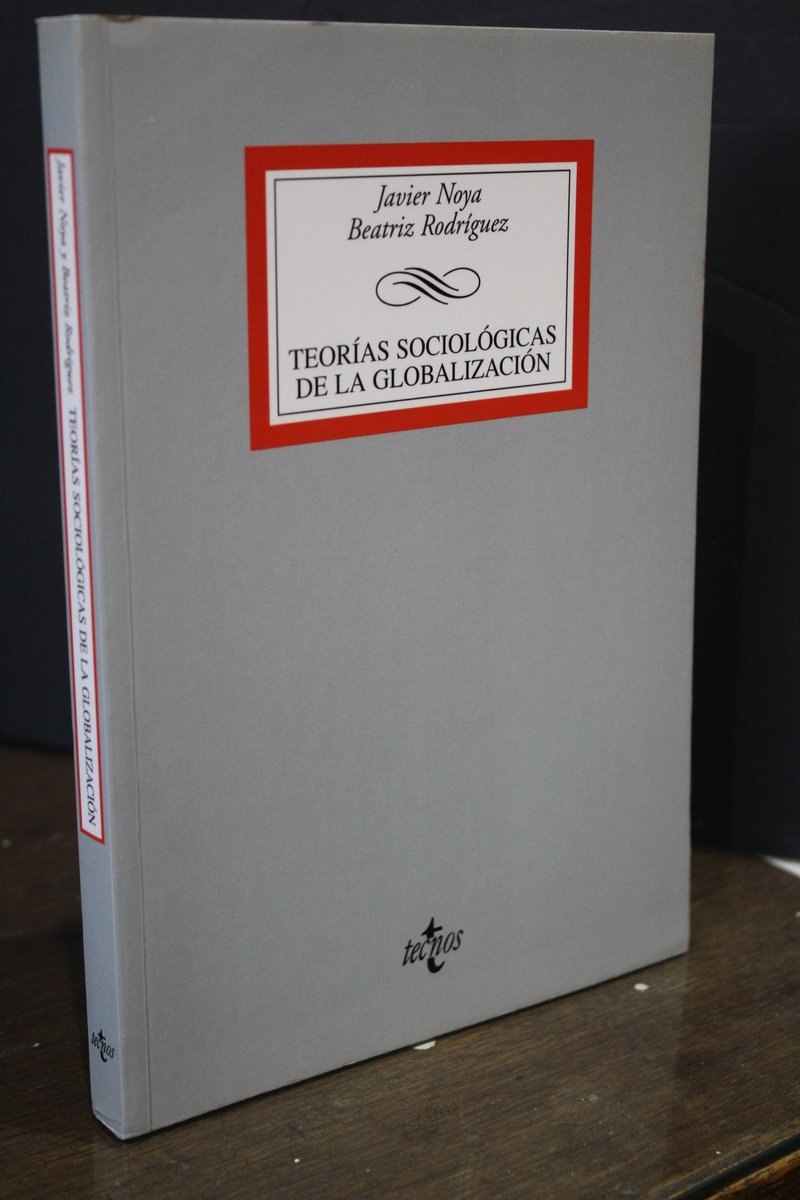 Javier Noya
Beatriz Rodríguez
TEORÍAS SOCIOLÓGICAS
DE LA GLOBALIZACIÓN
tecnos
Javier Noya y Beatriz Rodríguez TEORÍAS SOCIOLÓGICAS DE LA GLOBALIZACIÓN
tecnos